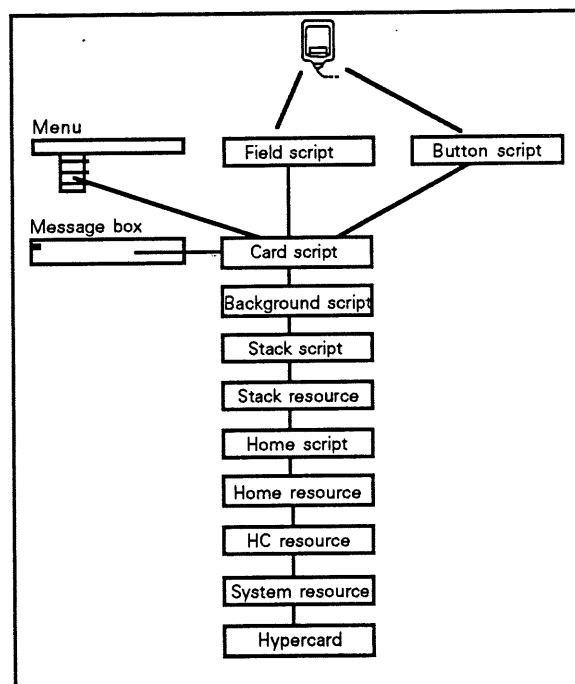 Menu
Field script
Button script
Message box
Card script
Background script
Stack script
Stack resource
Home script
Home resource
HC resource
System resource
Hypercard